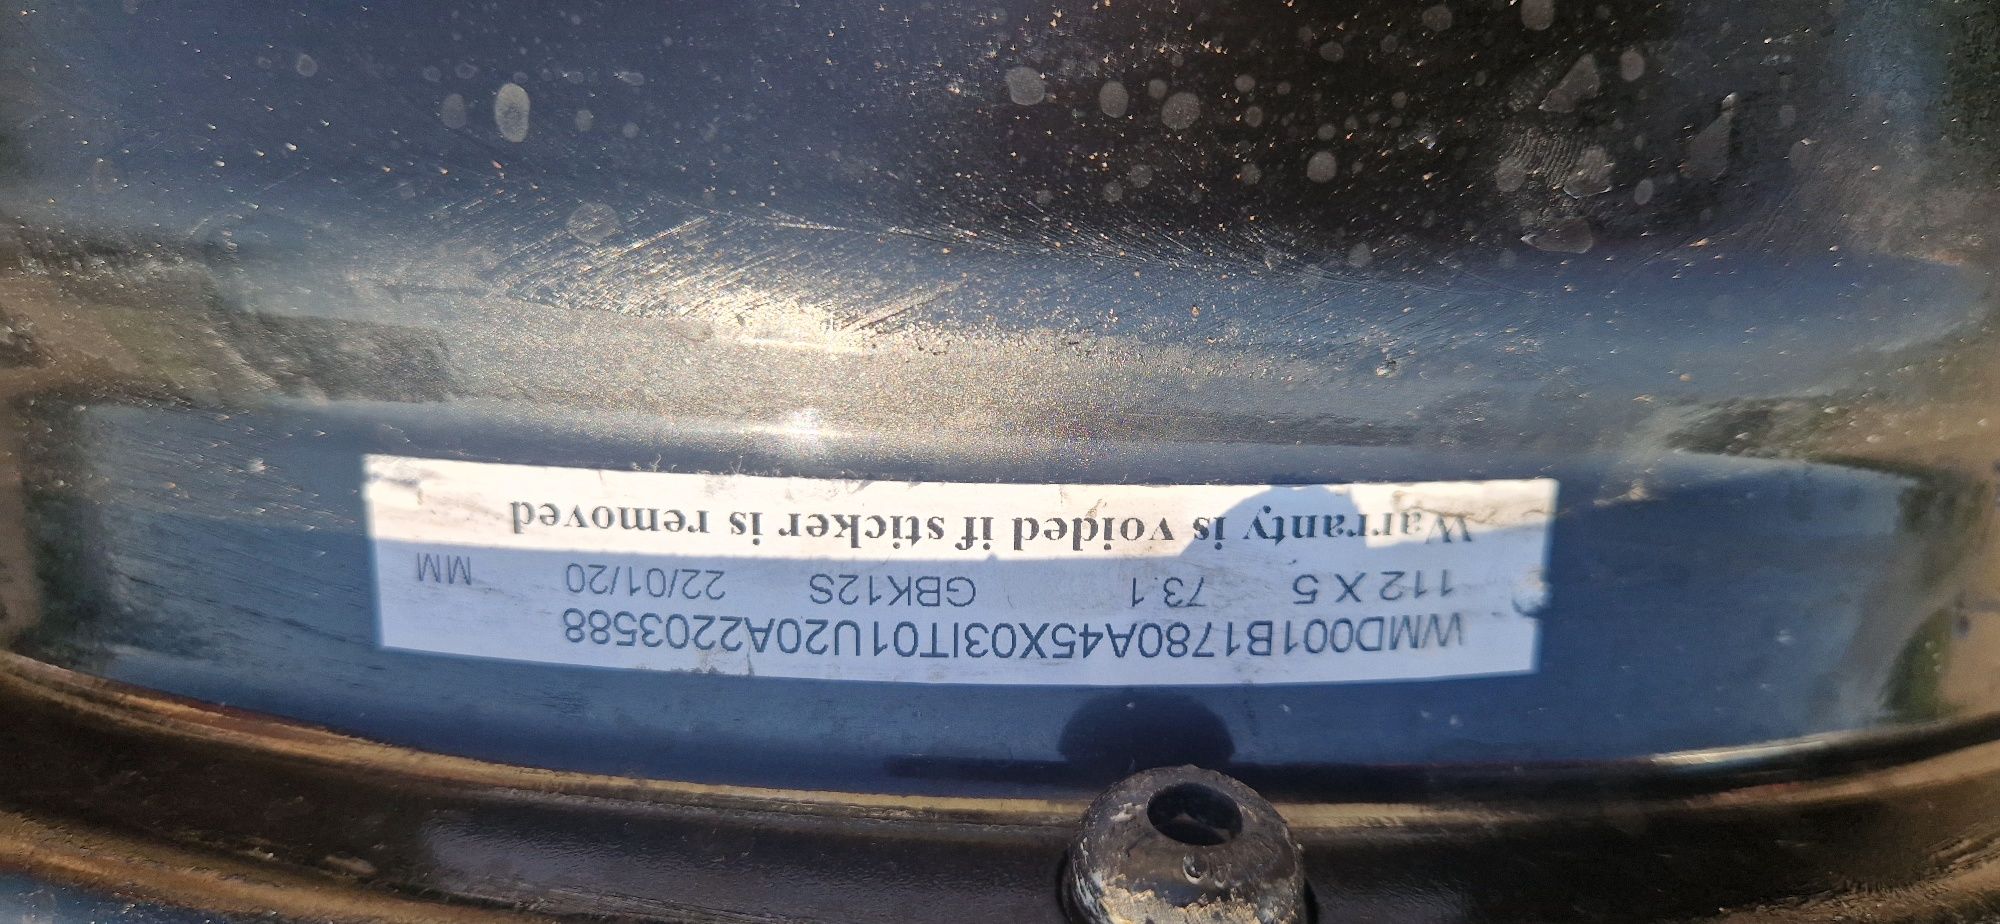 WMD001B1780A45X03IT01U20A2203588
112 X 5 73.1 GBK12S 22/01/20 MM
Warranty is voided if sticker is removed